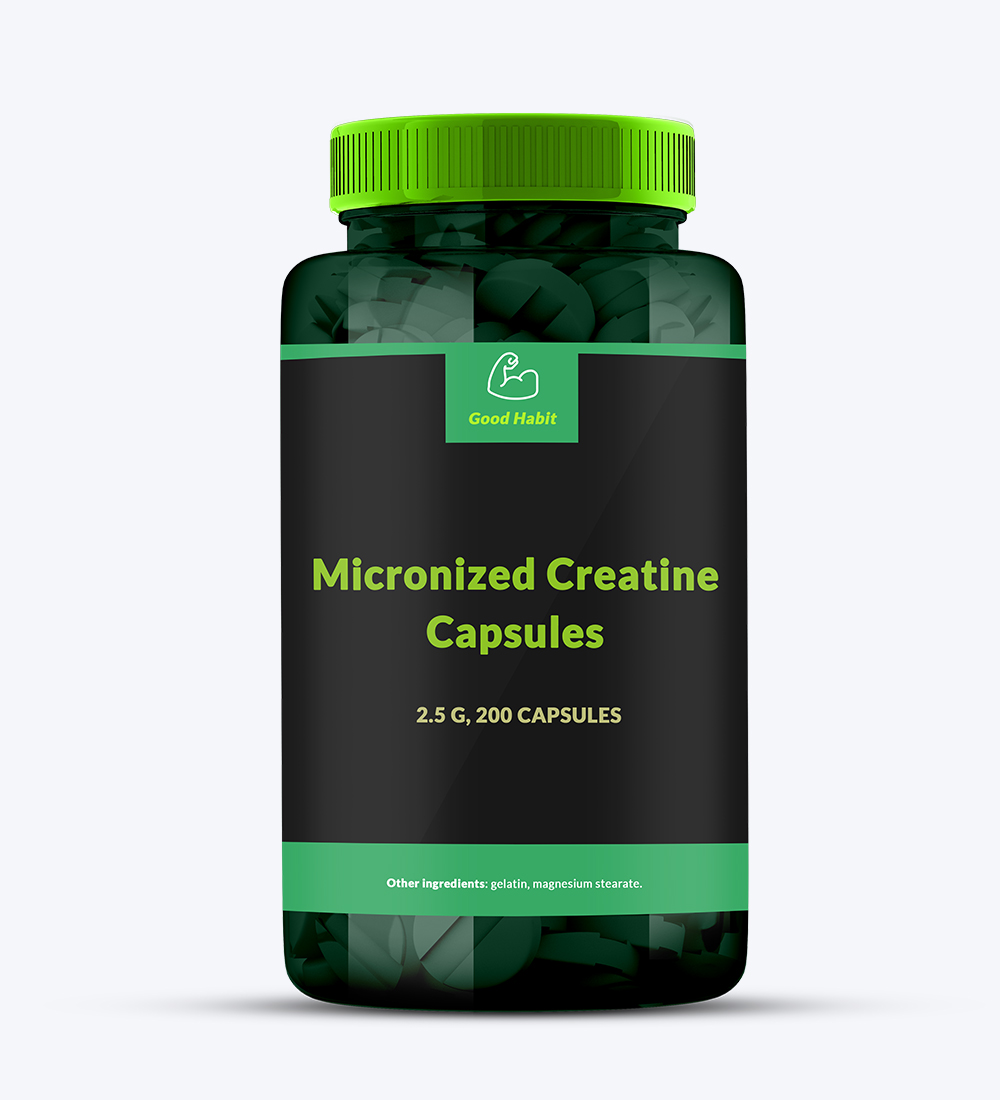 Good Habit
Micronized Creatine
Capsules
2.5 G, 200 CAPSULES
Other ingredients: gelatin, magnesium stearate.